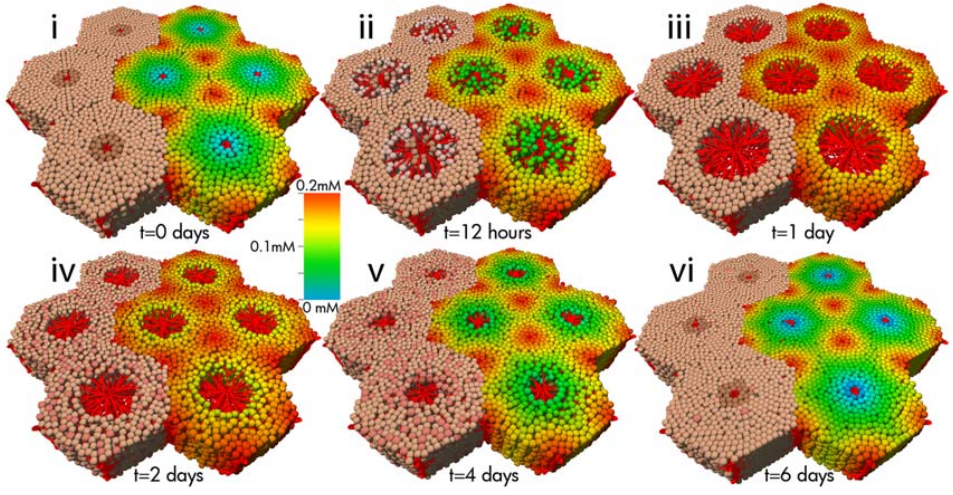 i
ii
iii
t=0 days
t=12 hours
t=1 day
0.2mM
0.1mM
0 mM
iv
v
vi
t=2 days
t=4 days
t=6 days